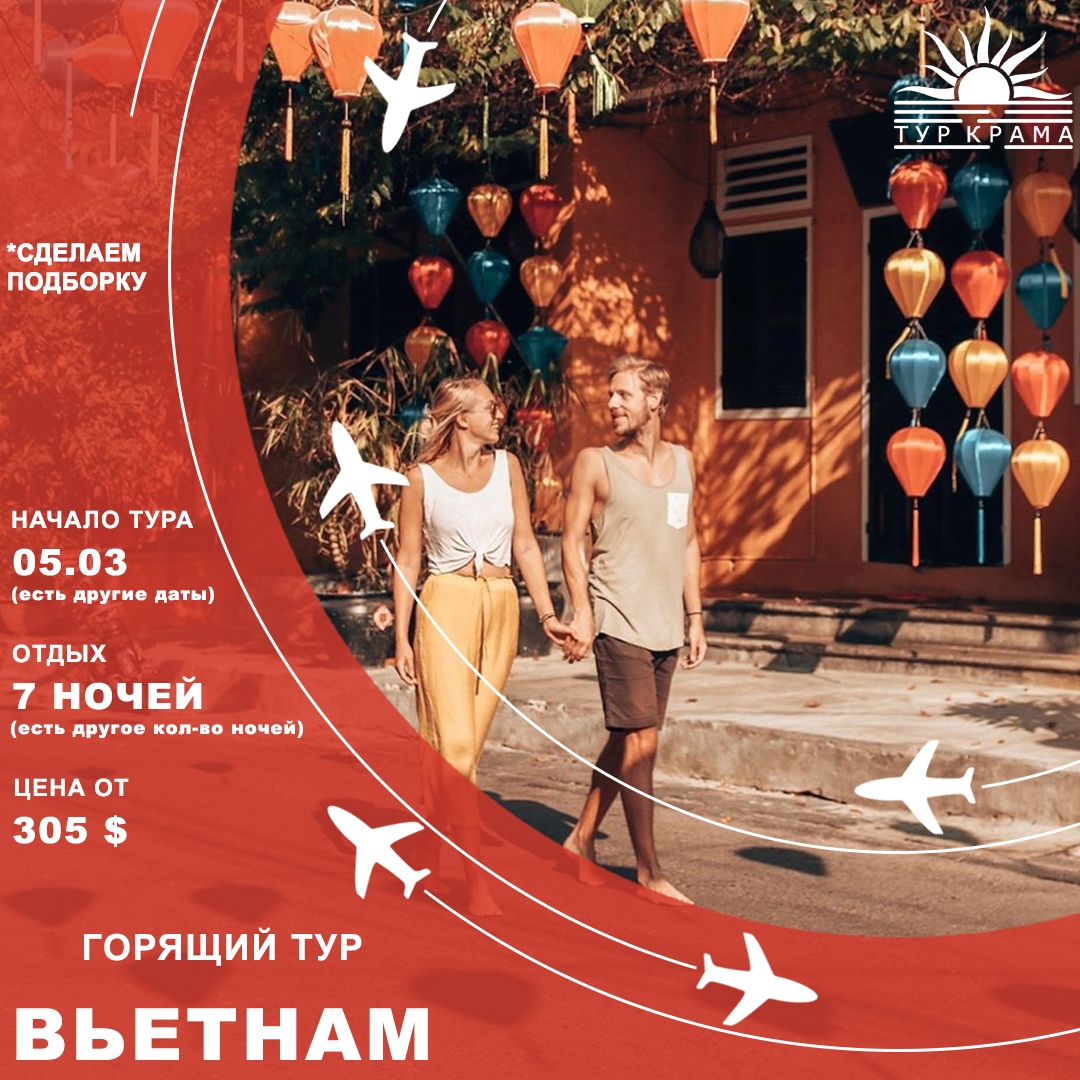 ТУР КРАМА
*СДЕЛАЕМ
ПОДБОРКУ
НАЧАЛО ТУРА
05.03
(есть другие даты)
ОТДЫХ
7 НОЧЕЙ
(есть другое кол-во ночей)
ЦЕНА ОТ
305 $
ГОРЯЩИЙ ТУР
ВЬЕТНАМ